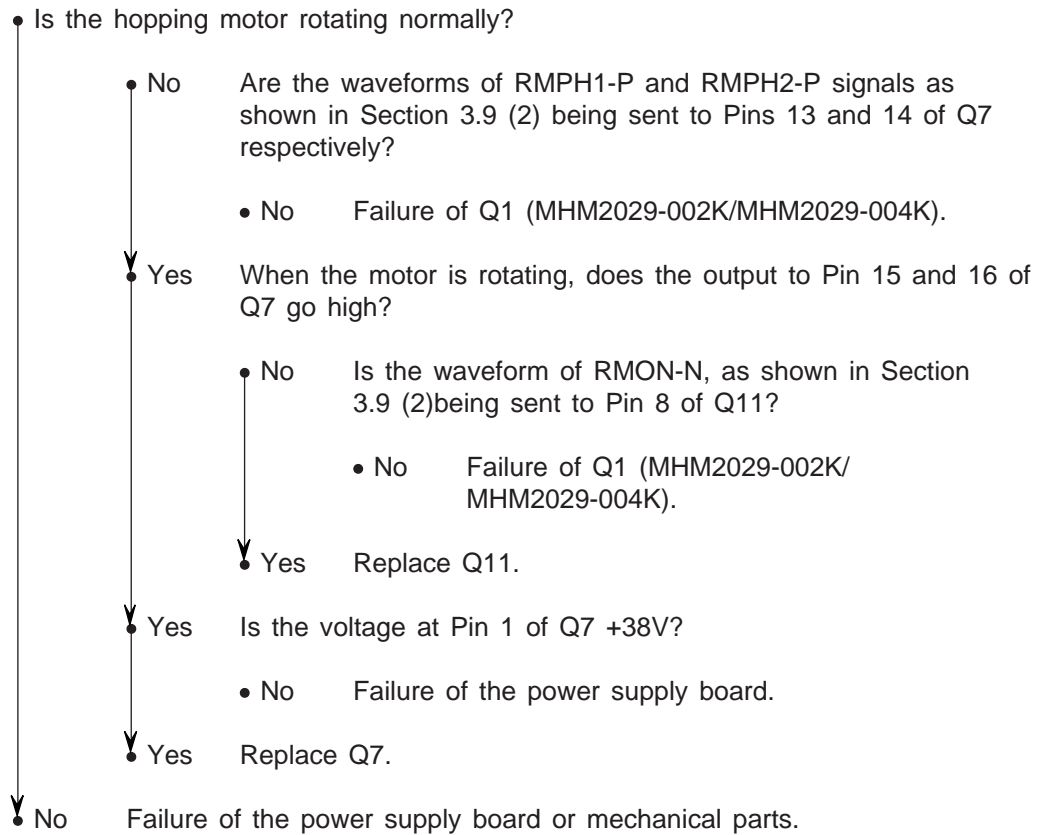 • Is the hopping motor rotating normally?
• No Are the waveforms of RMPH1-P and RMPH2-P signals as
shown in Section 3.9 (2) being sent to Pins 13 and 14 of Q7
respectively?
• No Failure of Q1 (MHM2029-002K/MHM2029-004K).
• Yes When the motor is rotating, does the output to Pin 15 and 16 of
Q7 go high?
• No Is the waveform of RMON-N, as shown in Section
3.9 (2)being sent to Pin 8 of Q11?
• No Failure of Q1 (MHM2029-002K/
MHM2029-004K).
• Yes Replace Q11.
• Yes Is the voltage at Pin 1 of Q7 +38V?
• No Failure of the power supply board.
• Yes Replace Q7.
• No Failure of the power supply board or mechanical parts.